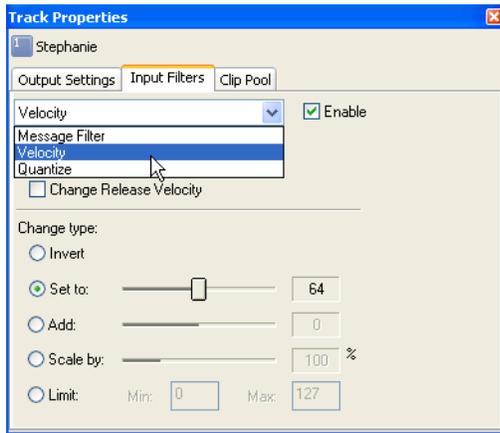 Track Properties
1 Stephanie
Output Settings Input Filters Clip Pool
Velocity Enable
Message Filter
Velocity
Quantize
Change Release Velocity
Change type:
Invert
Set to: 64
Add: 0
Scale by: 100 %
Limit: Min: 0 Max: 127